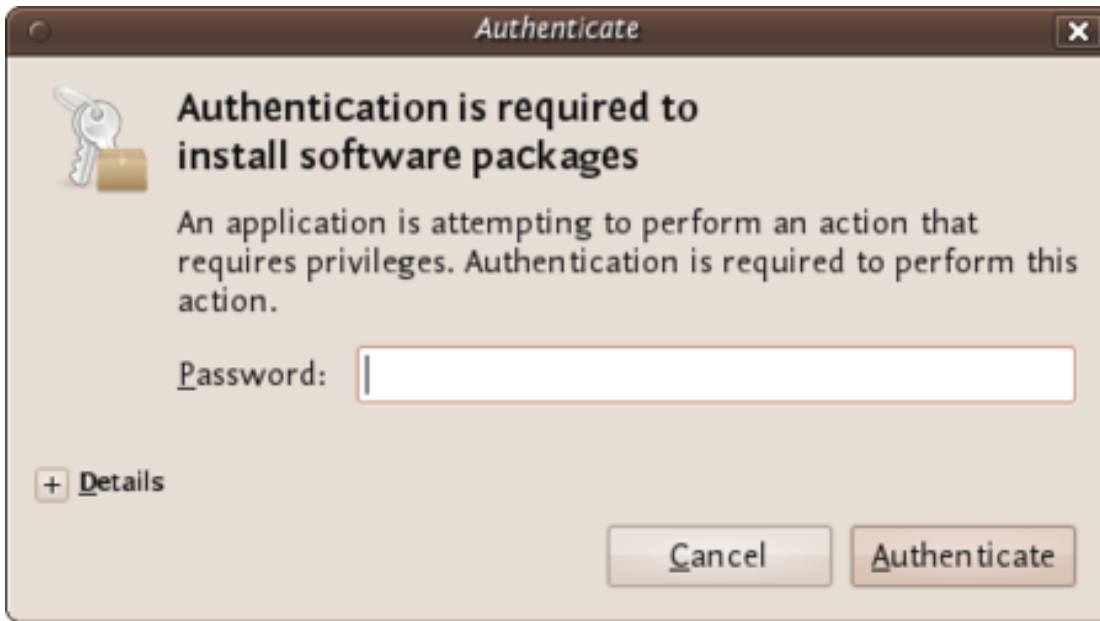 Authenticate
Authentication is required to
install software packages
An application is attempting to perform an action that
requires privileges. Authentication is required to perform this
action.
Password:
Details
Cancel
Authenticate